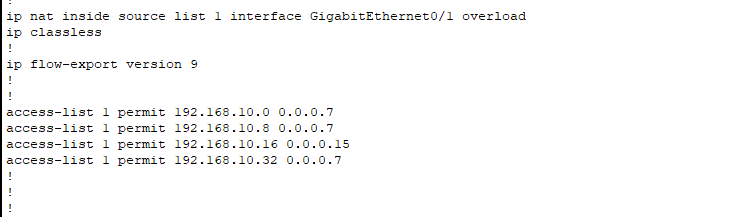 !
ip nat inside source list 1 interface GigabitEthernet0/1 overload
ip classless
!
ip flow-export version 9
!
!
access-list 1 permit 192.168.10.0 0.0.0.7
access-list 1 permit 192.168.10.8 0.0.0.7
access-list 1 permit 192.168.10.16 0.0.0.15
access-list 1 permit 192.168.10.32 0.0.0.7
!
!
!